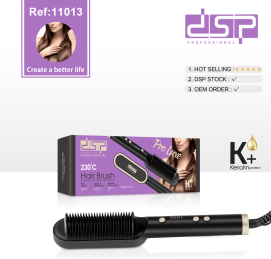 Ref:11013
Create a better life
dsp
PROFESSIONAL
1. HOT SELLING :
2. DSP STOCK :
3. OEM ORDER :
dsp
230°C
Hair Brush
Pro Luxe
K+
Keratin